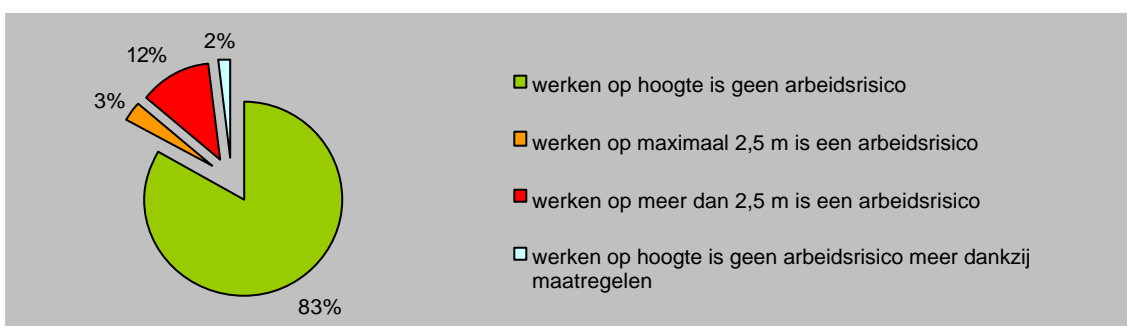 2%
12%
3%
83%
werken op hoogte is geen arbeidsrisico
werken op maximaal 2,5 m is een arbeidsrisico
werken op meer dan 2,5 m is een arbeidsrisico
werken op hoogte is geen arbeidsrisico meer dankzij
maatregelen